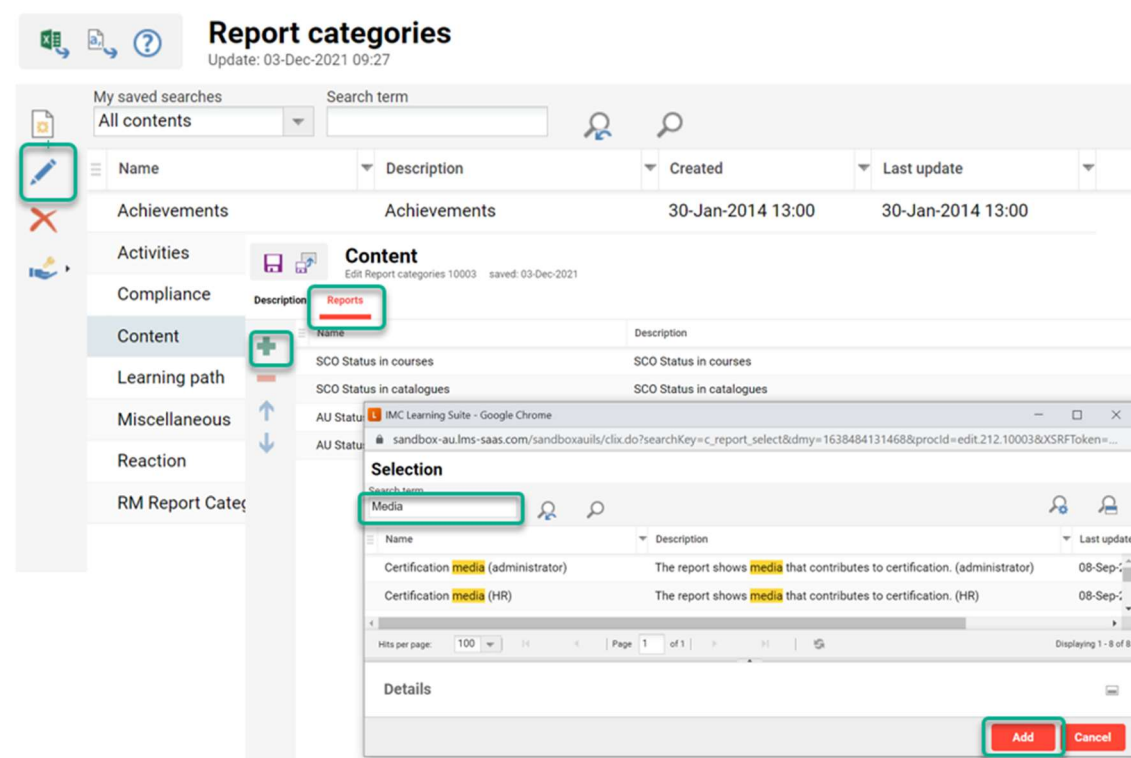 Report categories
Update: 03-Dec-2021 09:27
My saved searches Search term
All contents
Name Description Created Last update
Achievements Achievements 30-Jan-2014 13:00 30-Jan-2014 13:00
Activities
Compliance
Content
Learning path
Miscellaneous
Reaction
RM Report Categ
Content
Edit Report categories 10003 saved: 03-Dec-2021
Description Reports
Name Description
SCO Status in courses SCO Status in courses
SCO Status in catalogues SCO Status in catalogues
AU Statu
AU Statu
IMC Learning Suite - Google Chrome
sandbox-au.lms-saas.com/sandboxauils/clix.do?searchKey=c_report_select&dmy=1638484131468&procId=edit.212.10003&XSRFToken=...
Selection
Search term
Media
Name Description Last update
Certification media (administrator) The report shows media that contributes to certification. (administrator) 08-Sep-2
Certification media (HR) The report shows media that contributes to certification. (HR) 08-Sep-2
Hits per page: 100 Page 1 of 1 Displaying 1 - 8 of 8
Details
Add Cancel